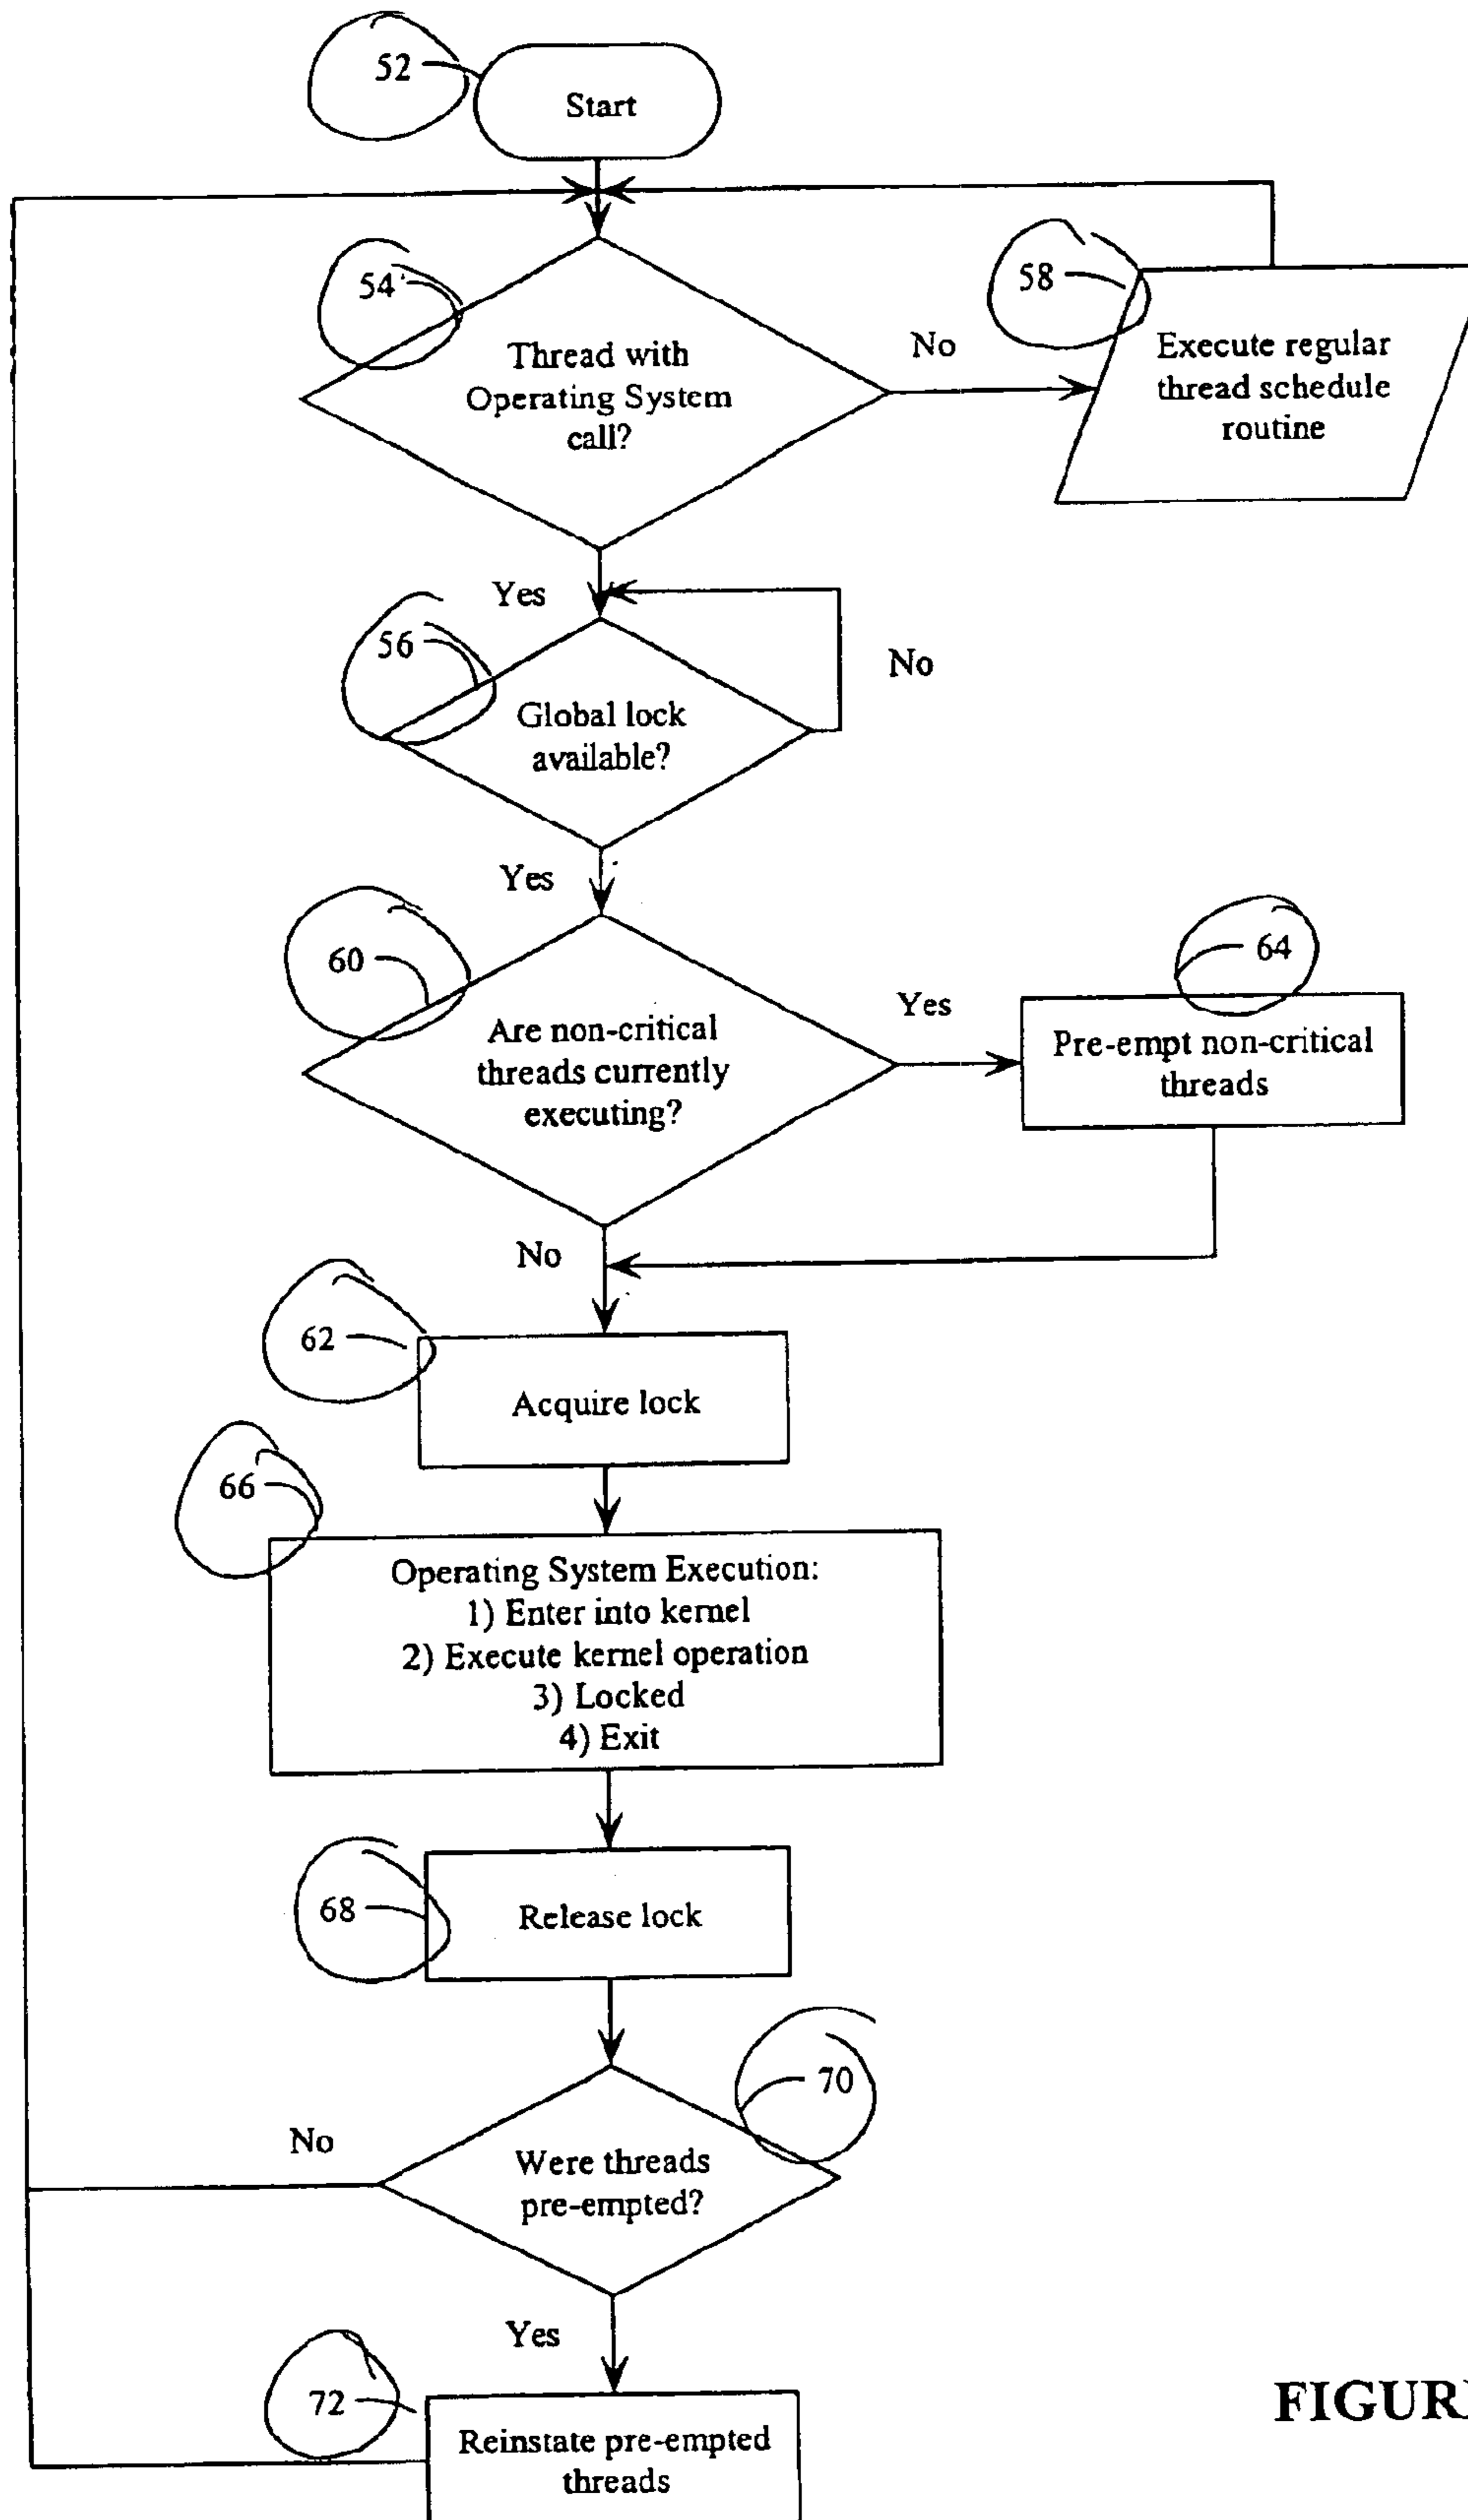 52
Start
54
Thread with
Operating System
call?
No
58
Execute regular
thread schedule
routine
Yes
56
Global lock
available?
No
Yes
60
Are non-critical
threads currently
executing?
Yes
64
Pre-empt non-critical
threads
No
62
Acquire lock
66
Operating System Execution:
1) Enter into kernel
2) Execute kernel operation
3) Locked
4) Exit
68
Release lock
70
No
Were threads
pre-empted?
Yes
72
Reinstate pre-empted
threads